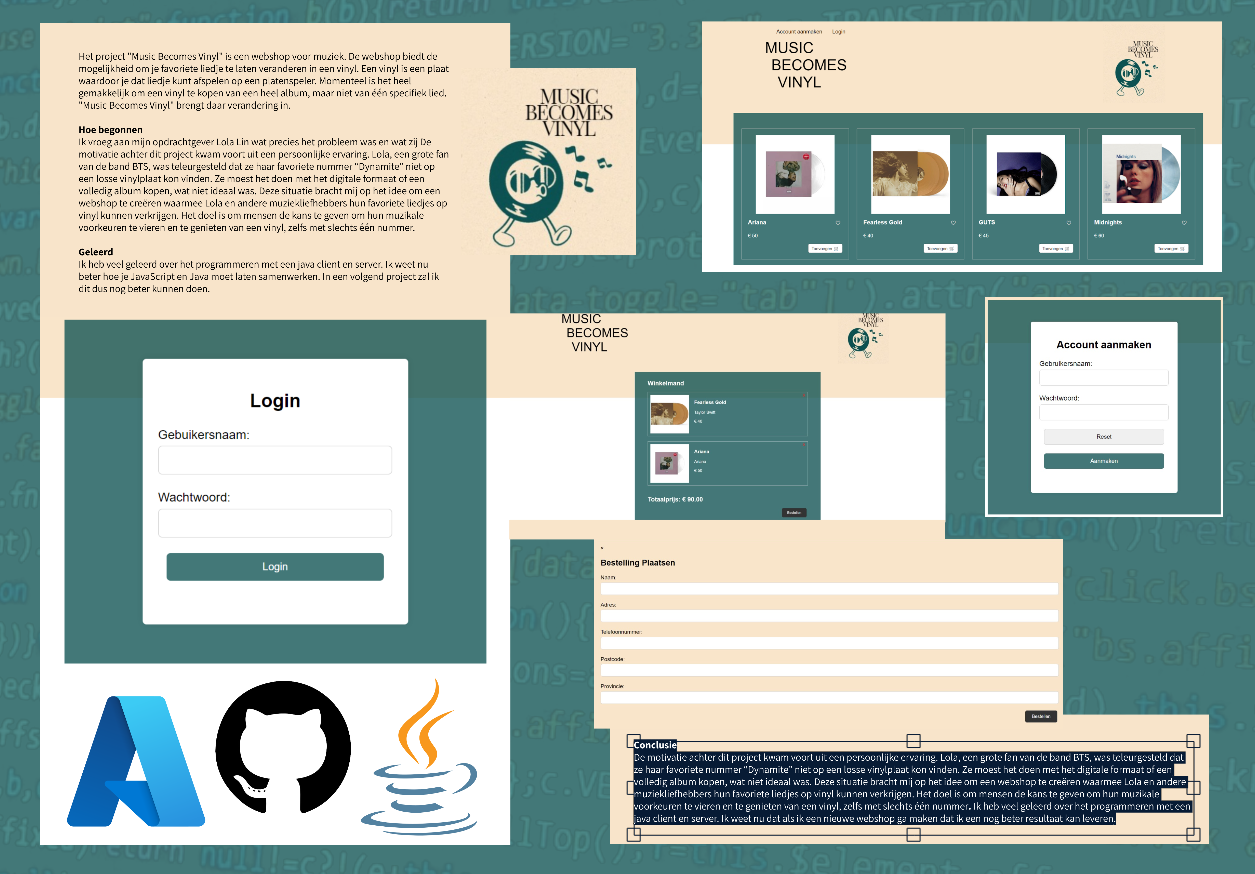 Het project "Music Becomes Vinyl" is een webshop voor muziek. De webshop biedt de
mogelijkheid om je favoriete liedje te laten veranderen in een vinyl. Een vinyl is een plaat
waardoor je dat liedje kunt afspelen op een platenspeler. Momenteel is het heel
gemakkelijk om een vinyl te kopen van een heel album, maar niet van één specifiek lied.
"Music Becomes Vinyl" brengt daar verandering in.
Hoe begonnen
Ik vroeg aan mijn opdrachtgever Lola Lin wat precies het probleem was en wat zij De
motivatie achter dit project kwam voort uit een persoonlijke ervaring. Lola, een grote fan
van de band BTS, was teleurgesteld dat ze haar favoriete nummer "Dynamite" niet op
een losse vinylplaat kon vinden. Ze moest het doen met het digitale formaat of een
volledig album kopen, wat niet ideaal was. Deze situatie bracht mij op het idee om een
webshop te creëren waarmee Lola en andere muziekliefhebbers hun favoriete liedjes op
vinyl kunnen verkrijgen. Het doel is om mensen de kans te geven om hun muzikale
voorkeuren te vieren en te genieten van een vinyl, zelfs met slechts één nummer.
Geleerd
Ik heb veel geleerd over het programmeren met een java client en server. Ik weet nu
beter hoe je JavaScript en Java moet laten samenwerken. In een volgend project zal ik
dit dus nog beter kunnen doen.
MUSIC
BECOMES
VINYL
Account aanmaken Login
MUSIC
BECOMES
VINYL
MUSIC
BECOMES
VINYL
Midnights
Ariana
€ 50
Toevoegen
Fearless Gold
€ 40
Toevoegen
GUTS
€ 45
Toevoegen
Midnights
€ 60
Toevoegen
Login
Gebuikersnaam:
Wachtwoord:
Login
MUSIC
BECOMES
VINYL
MUSIC
BECOMES
VINYL
Winkelmand
Fearless Gold
Taylor Swift
€ 40
Ariana
Ariana
€ 50
Totaalprijs: € 90.00
Bestellen
Account aanmaken
Gebruikersnaam:
Wachtwoord:
Reset
Aanmaken
Bestelling Plaatsen
Naam:
Adres:
Telefoonnummer:
Postcode:
Provincie:
Bestellen
Conclusie
De motivatie achter dit project kwam voort uit een persoonlijke ervaring. Lola, een grote fan van de band BTS, was teleurgesteld dat
ze haar favoriete nummer "Dynamite" niet op een losse vinylplaat kon vinden. Ze moest het doen met het digitale formaat of een
volledig album kopen, wat niet ideaal was. Deze situatie bracht mij op het idee om een webshop te creëren waarmee Lola en andere
muziekliefhebbers hun favoriete liedjes op vinyl kunnen verkrijgen. Het doel is om mensen de kans te geven om hun muzikale
voorkeuren te vieren en te genieten van een vinyl, zelfs met slechts één nummer. Ik heb veel geleerd over het programmeren met een
java client en server. Ik weet nu dat als ik een nieuwe webshop ga maken dat ik een nog beter resultaat kan leveren.